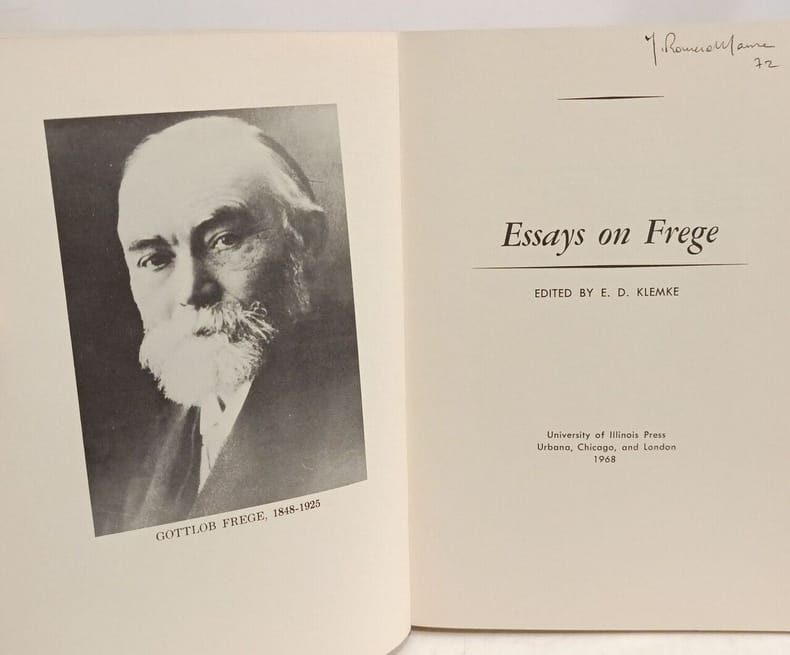 GOTTLOB FREGE, 1848-1925
72
Essays on Frege
EDITED BY E. D. KLEMKE
University of Illinois Press
Urbana, Chicago, and London
1968